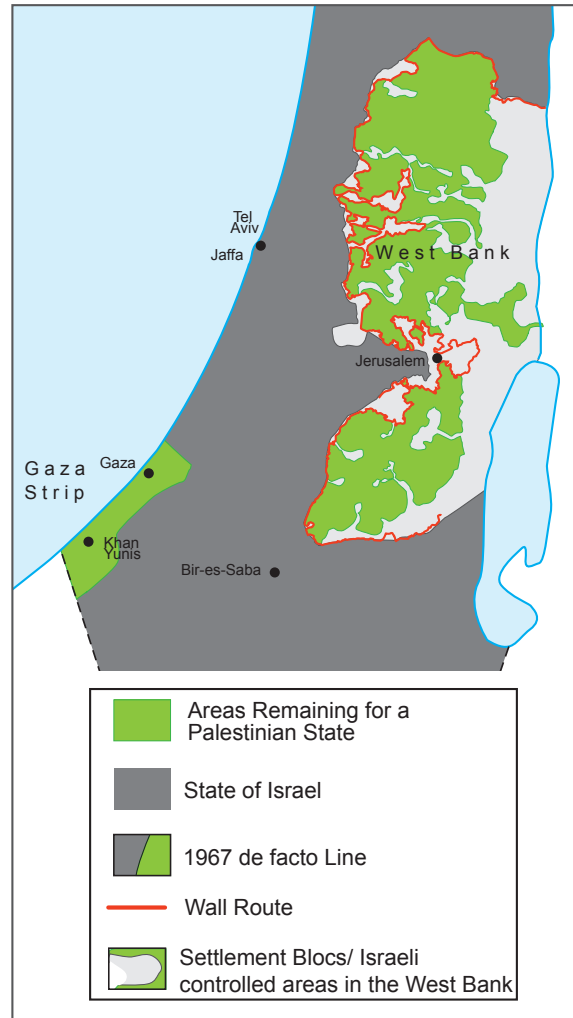 Tel
Aviv
Jaffa
West Bank
Jerusalem
Gaza
Strip
Gaza
Khan
Yunis
Bir-es-Saba
Areas Remaining for a
Palestinian State
State of Israel
1967 de facto Line
Wall Route
Settlement Blocs/ Israeli
controlled areas in the West Bank